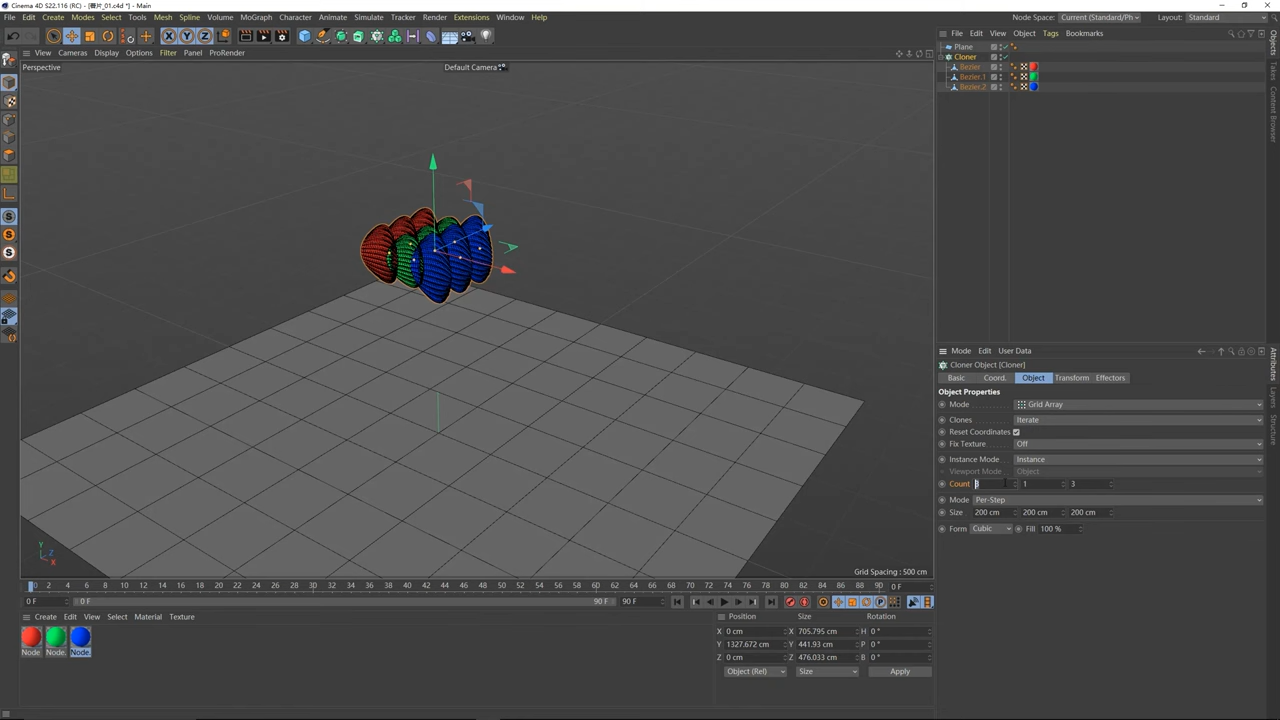 Cinema 4D S22.116 (RC) - [薯片_01.c4d *] - Main
File Edit Modes Select Tools Mesh Spline Volume MoGraph Character Animate Simulate Tracker Render Extensions Window Help
Node Space: Current (Standard/Ph Layout: Standard
View Cameras Display Options Filter Panel ProRender
File Edit View Object Tags Bookmarks
Perspective
Default Camera
Plane
Cloner
Bezier
Bezier.1
Bezier.2
Objects
Takes
Content Browser
Mode Edit User Data
Cloner Object [Cloner]
Basic Coord. Object Transform Effectors
Object Properties
Mode Grid Array
Clones Iterate
Reset Coordinates
Fix Texture Off
Instance Mode Instance
Viewport Mode Object
Count 1 3
Mode Per-Step
Size 200 cm 200 cm 200 cm
Form Cubic Fill 100 %
Attributes
Layers
Structure
Y
Z
X
Grid Spacing : 500 cm
0 2 4 6 8 10 12 14 16 18 20 22 24 26 28 30 32 34 36 38 40 42 44 46 48 50 52 54 56 58 60 62 64 66 68 70 72 74 76 78 80 82 84 86 88 90 0 F
0 F 0 F 90 F 90 F
Create Edit View Select Material Texture
Node Node. Node.
Position Size Rotation
X 0 cm X 705.795 cm H 0 °
Y 1327.672 cm Y 441.93 cm P 0 °
Z 0 cm Z 476.033 cm B 0 °
Object (Rel) Size Apply